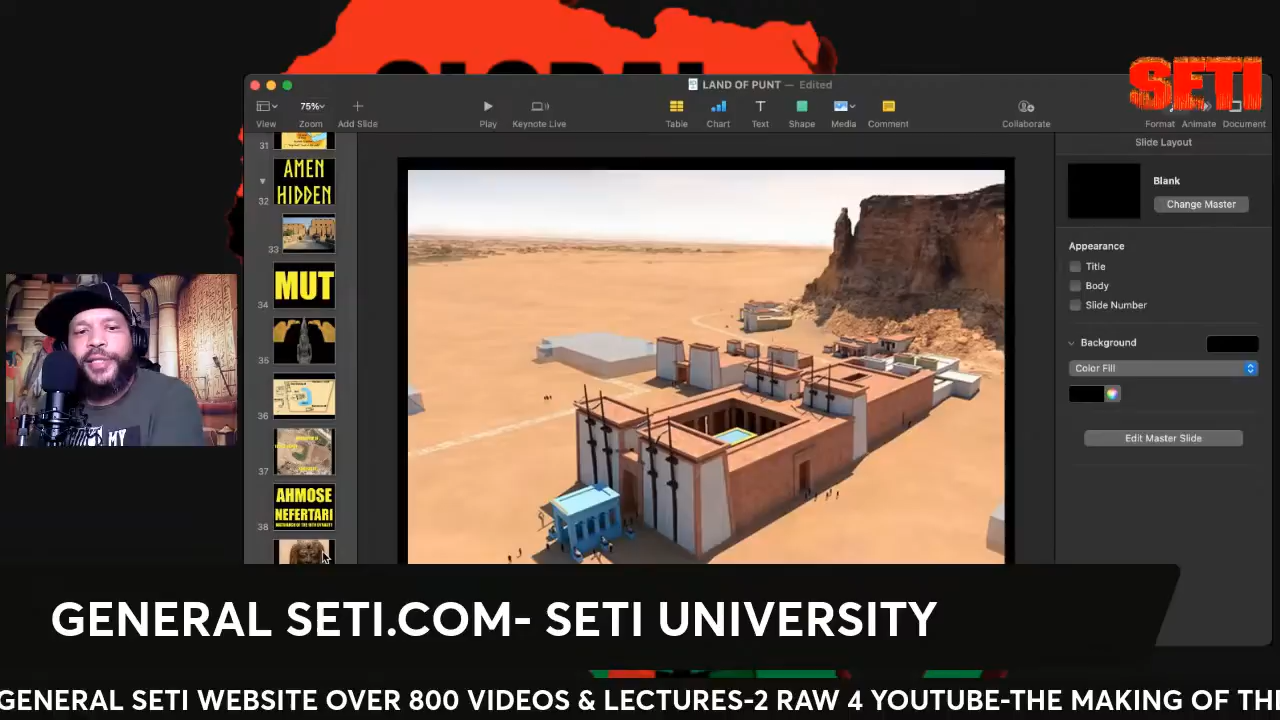 GLOBAL
SETI
LAND OF PUNT — Edited
75%
View
Zoom
Add Slide
Play
Keynote Live
Table
Chart
Text
Shape
Media
Comment
Collaborate
Format
Animate
Document
Slide Layout
Blank
Change Master
Appearance
Title
Body
Slide Number
Background
Color Fill
Edit Master Slide
31
AMEN
HIDDEN
32
33
MUT
34
35
36
37
AHMOSE
NEFERTARI
38
GENERAL SETI.COM- SETI UNIVERSITY
GENERAL SETI WEBSITE OVER 800 VIDEOS & LECTURES-2 RAW 4 YOUTUBE-THE MAKING OF THE